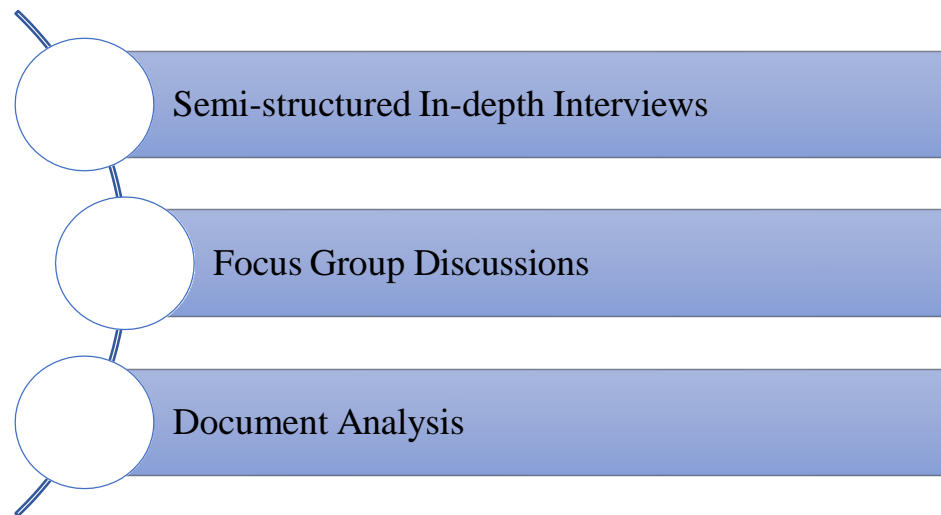 Semi-structured In-depth Interviews
Focus Group Discussions
Document Analysis